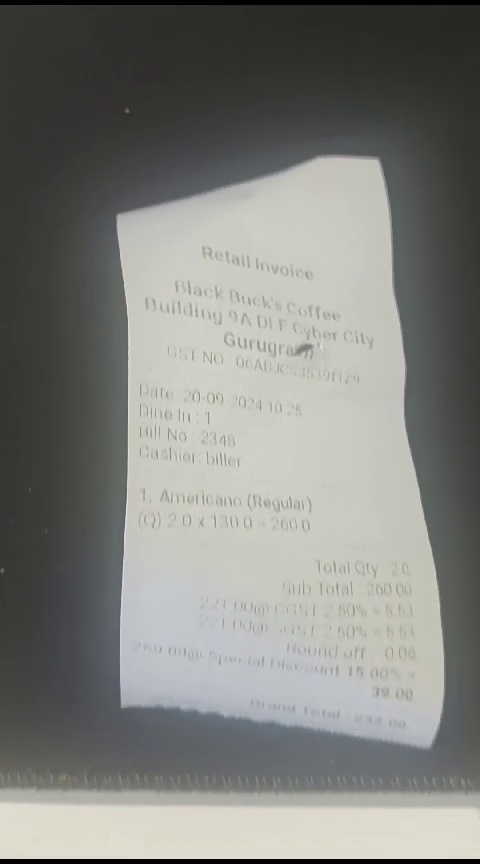 Retail Invoice
Black Buck's Coffee
Building 9A DLF Cyber City
Gurugram
GST NO
Date 20-09-2024 10:25
Dine In : 1
Bill No : 2348
Cashier: biller
1. Americano (Regular)
(Q) 2.0 x 130.0 = 260.0
Total Qty 2.0
Sub Total 260.00
221.00@ CGST 2.50% = 5.53
221.00@ SGST 2.50% = 5.53
Round off 0.06
260.00@ Special Discount 15.00% =
39.00
Grand Total 232.00